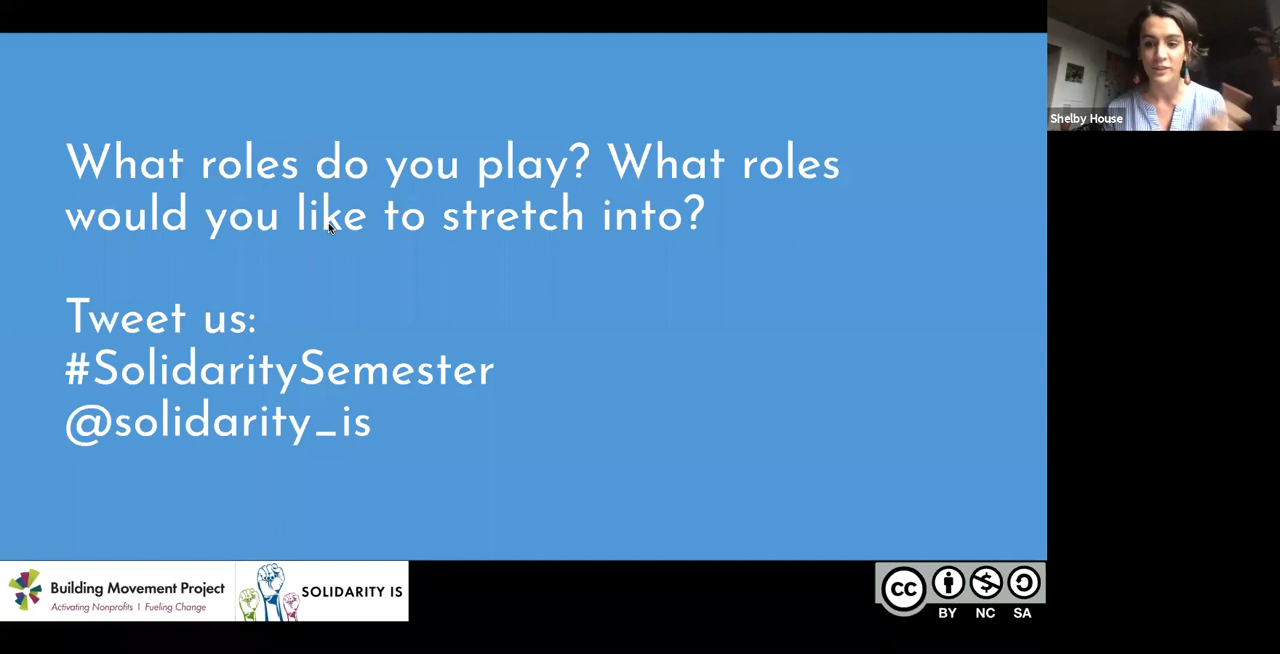 What roles do you play? What roles
would you like to stretch into?
Tweet us:
#SolidaritySemester
@solidarity_is
Shelby House
Building Movement Project
Activating Nonprofits | Fueling Change
SOLIDARITY IS
cc
BY NC SA